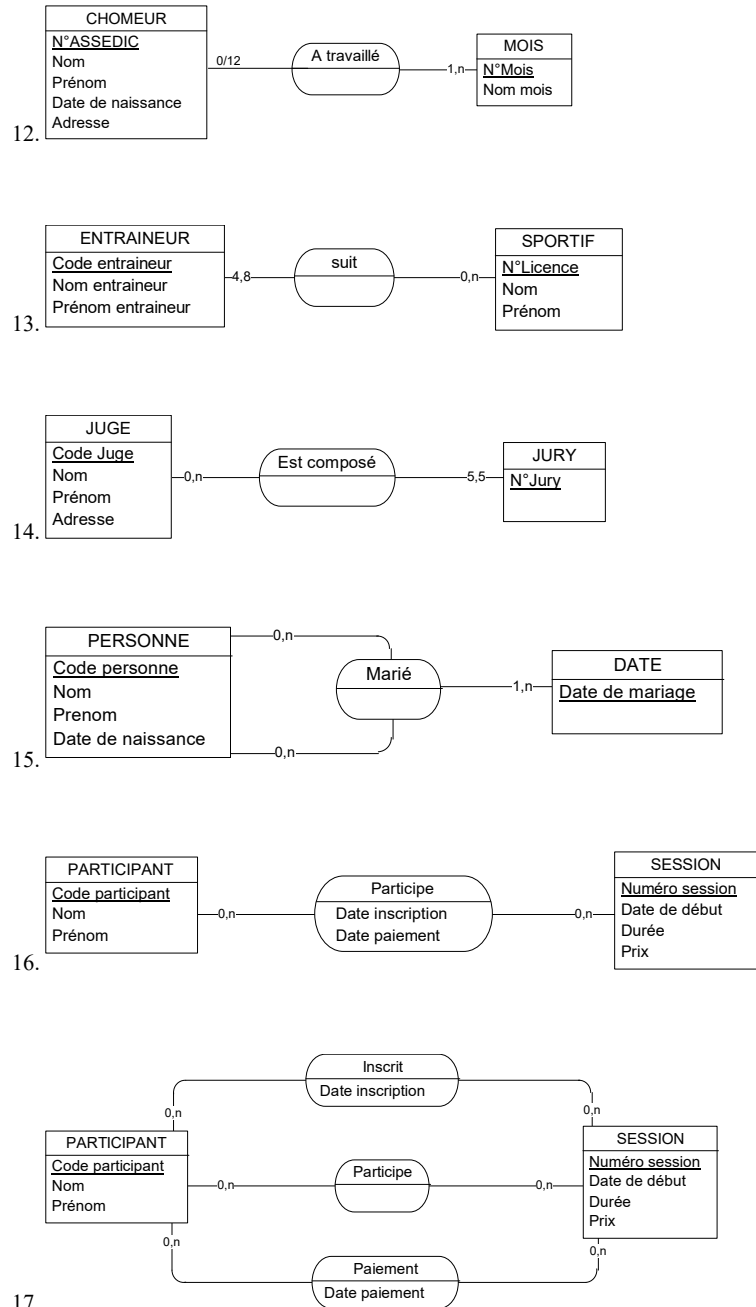 CHOMEUR
N°ASSEDIC
Nom
Prénom
Date de naissance
Adresse
0/12
A travaillé
1,n
MOIS
N°Mois
Nom mois
12.
ENTRAINEUR
Code entraineur
Nom entraineur
Prénom entraineur
4,8
suit
0,n
SPORTIF
N°Licence
Nom
Prénom
13.
JUGE
Code Juge
Nom
Prénom
Adresse
0,n
Est composé
5,5
JURY
N°Jury
14.
PERSONNE
Code personne
Nom
Prenom
Date de naissance
0,n
0,n
Marié
1,n
DATE
Date de mariage
15.
PARTICIPANT
Code participant
Nom
Prénom
0,n
Participe
Date inscription
Date paiement
0,n
SESSION
Numéro session
Date de début
Durée
Prix
16.
Inscrit
Date inscription
0,n
0,n
PARTICIPANT
Code participant
Nom
Prénom
0,n
Participe
0,n
SESSION
Numéro session
Date de début
Durée
Prix
0,n
0,n
Paiement
Date paiement
17.